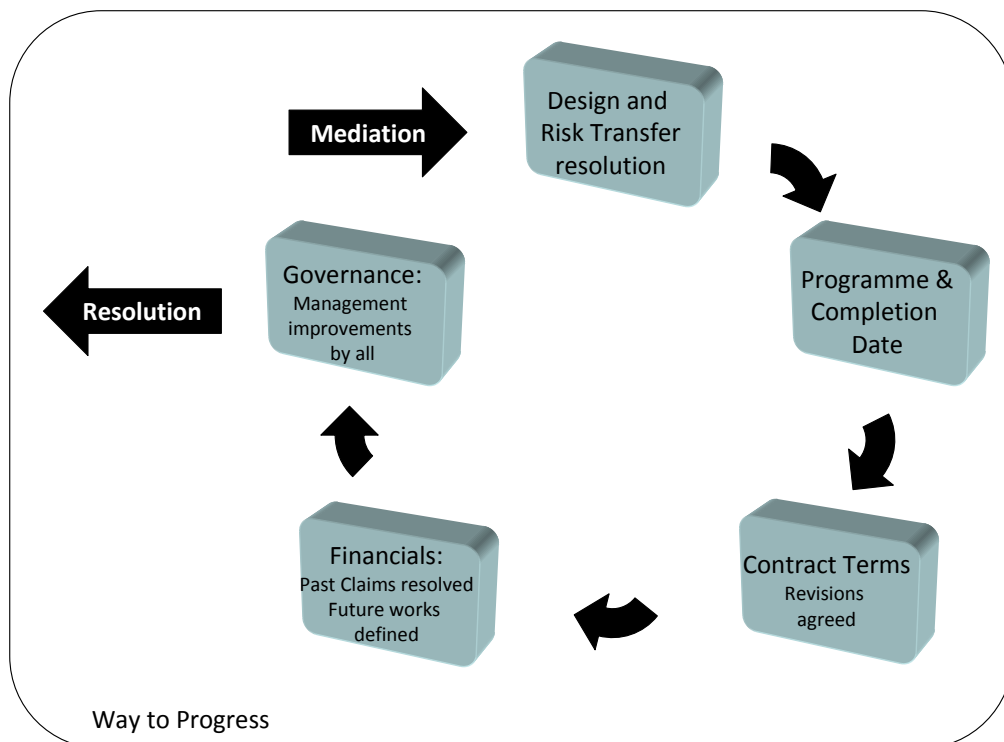 Mediation
Design and
Risk Transfer
resolution
Programme &
Completion
Date
Contract Terms
Revisions
agreed
Financials:
Past Claims resolved
Future works
defined
Governance:
Management
improvements
by all
Resolution
Way to Progress